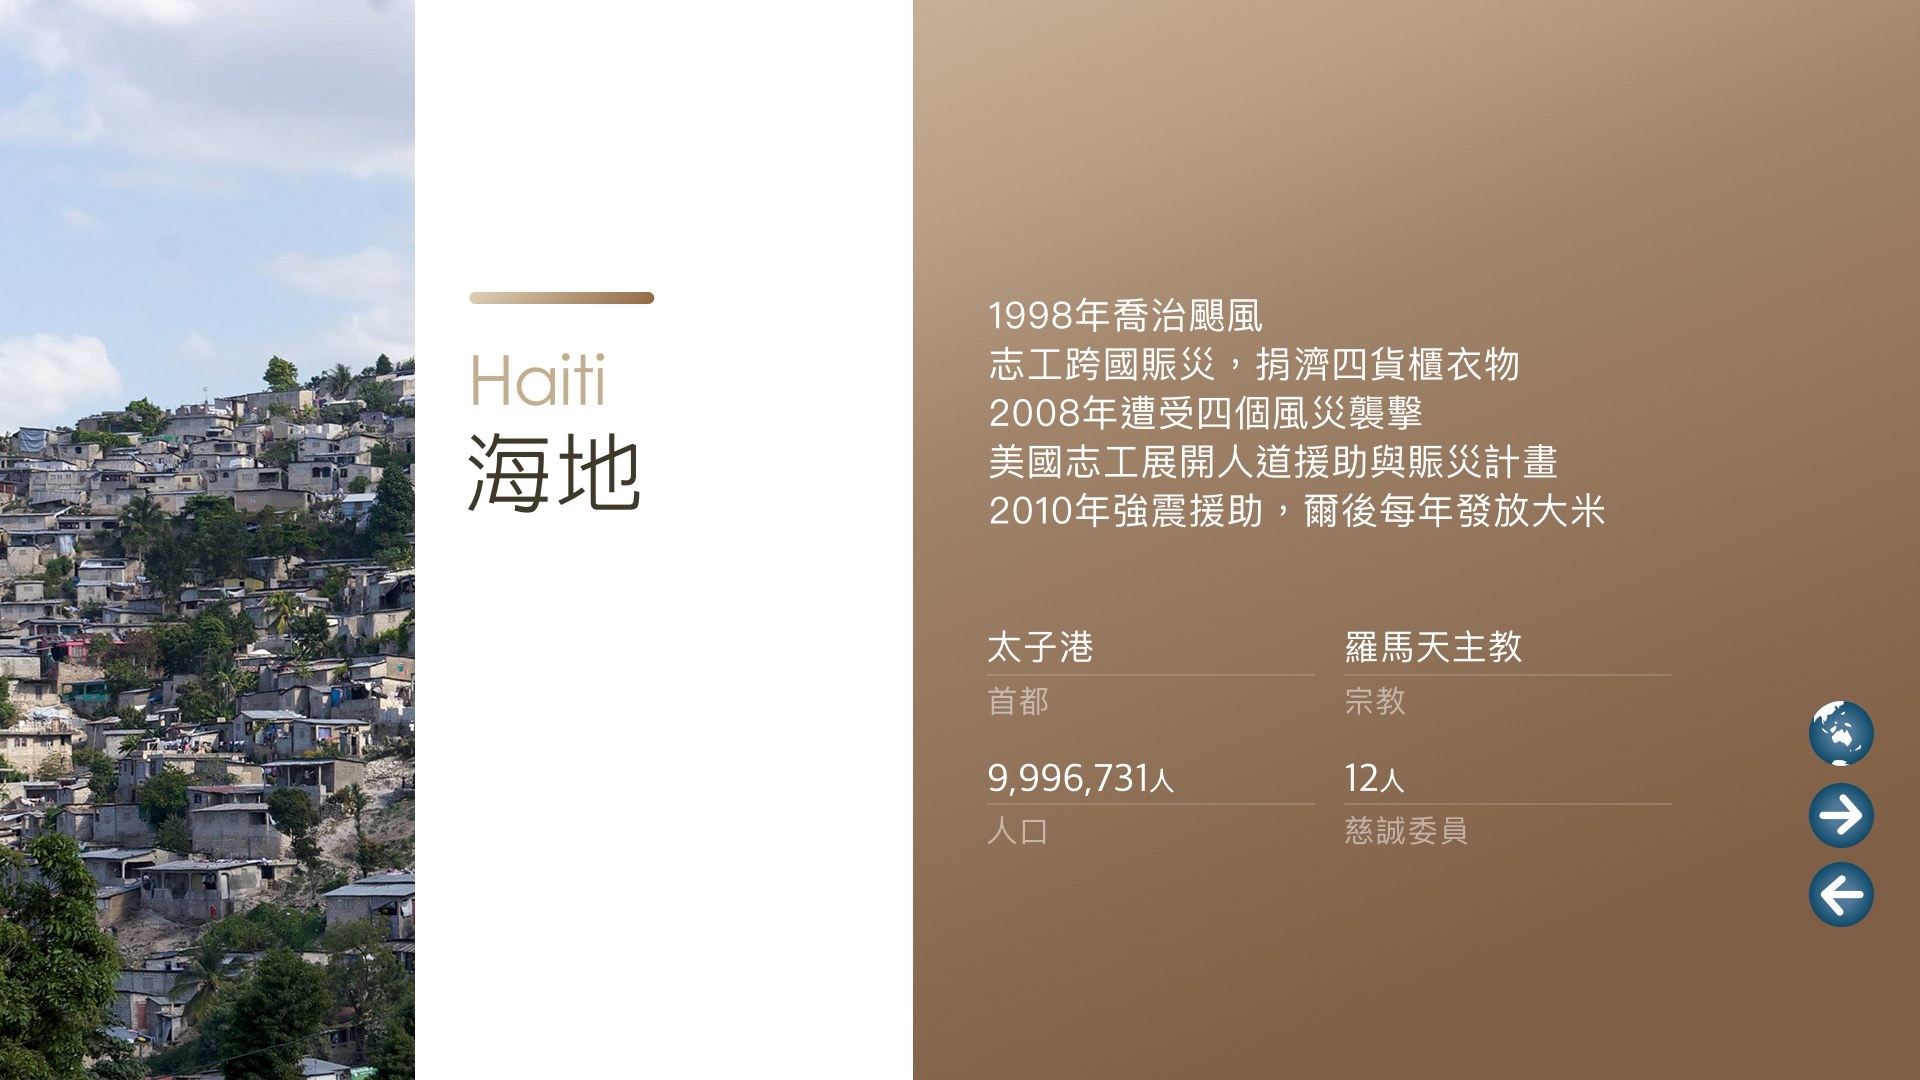 Haiti
海地
1998年喬治颶風
志工跨國賑災，捐濟四貨櫃衣物
2008年遭受四個風災襲擊
美國志工展開人道援助與賑災計畫
2010年強震援助，爾後每年發放大米
太子港
首都
羅馬天主教
宗教
9,996,731人
人口
12人
慈誠委員